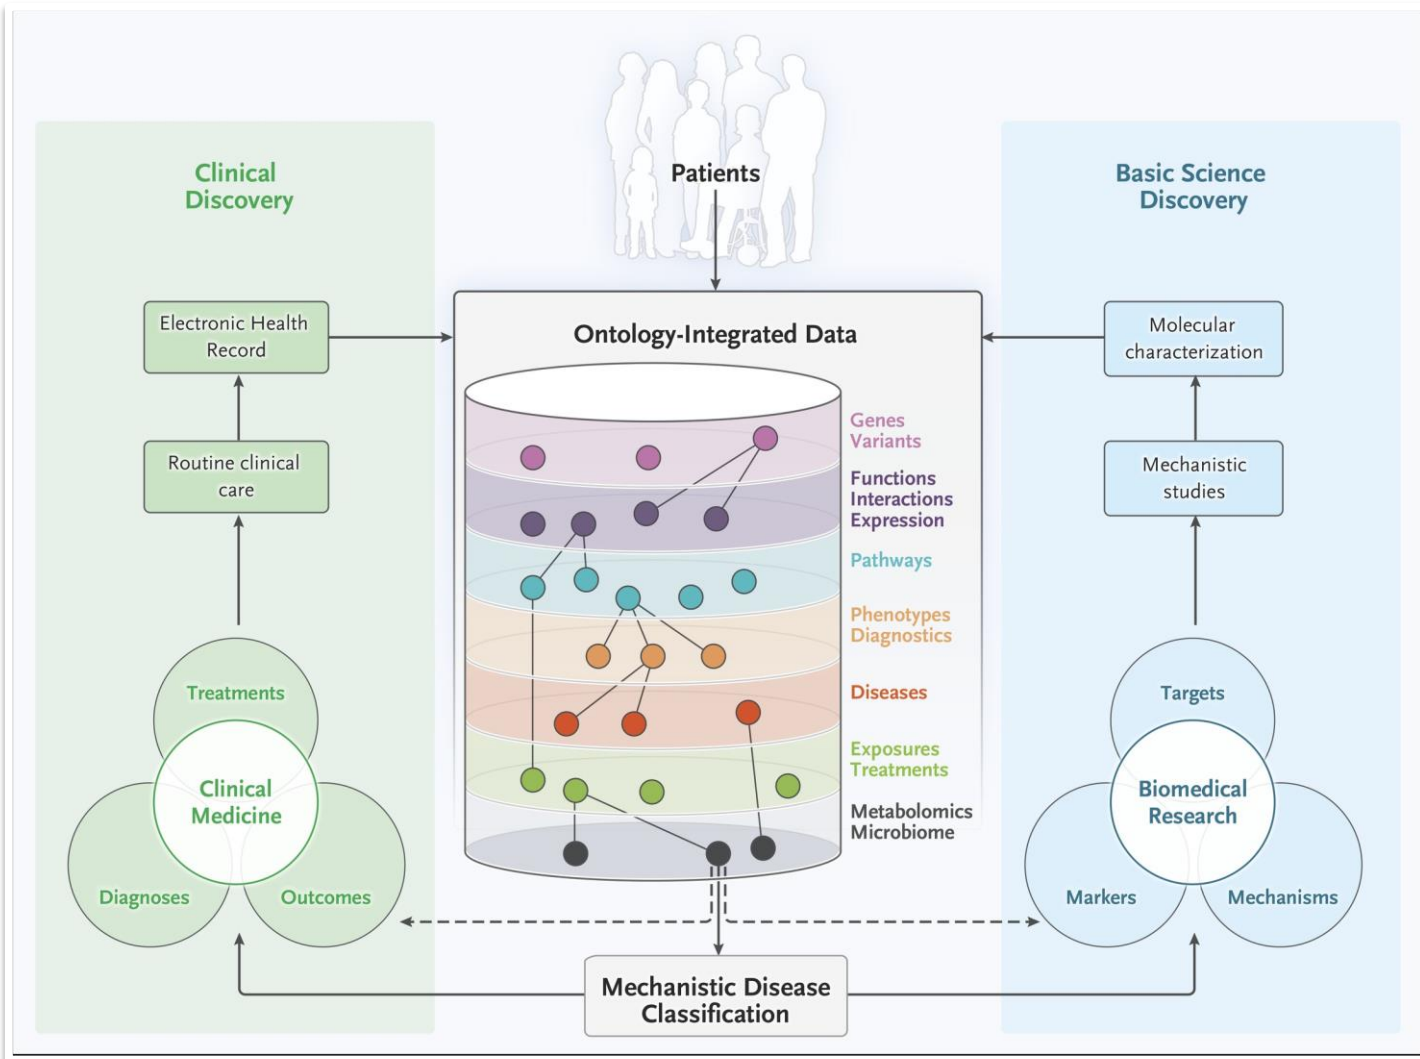 Patients
Clinical
Discovery
Electronic Health
Record
Routine clinical
care
Treatments
Clinical
Medicine
Diagnoses
Outcomes
Ontology-Integrated Data
Genes
Variants
Functions
Interactions
Expression
Pathways
Phenotypes
Diagnostics
Diseases
Exposures
Treatments
Metabolomics
Microbiome
Mechanistic Disease
Classification
Basic Science
Discovery
Molecular
characterization
Mechanistic
studies
Targets
Biomedical
Research
Markers
Mechanisms